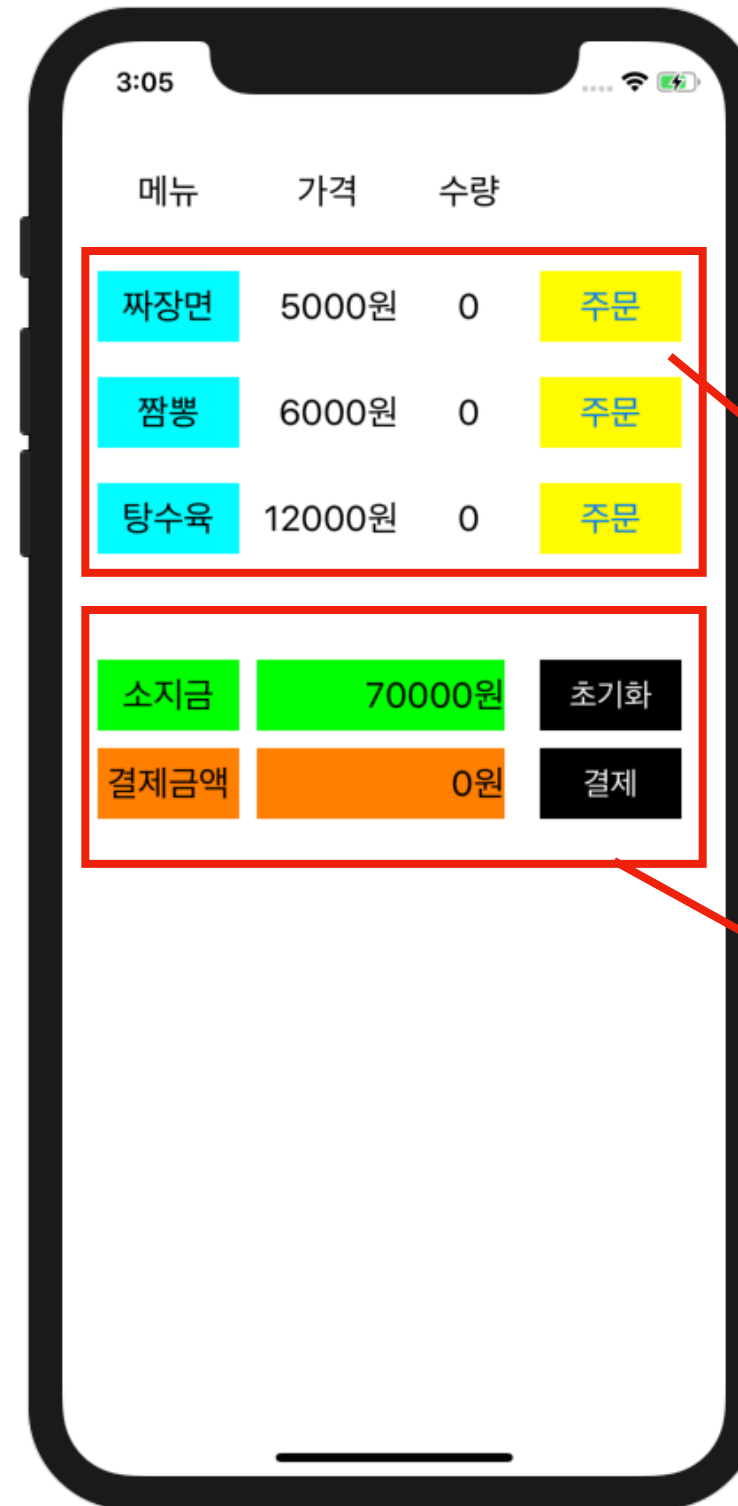 3:05
메뉴 가격 수량
짜장면 5000원 0 주문
짬뽕 6000원 0 주문
탕수육 12000원 0 주문
소지금 70000원 초기화
결제금액 0원 결제